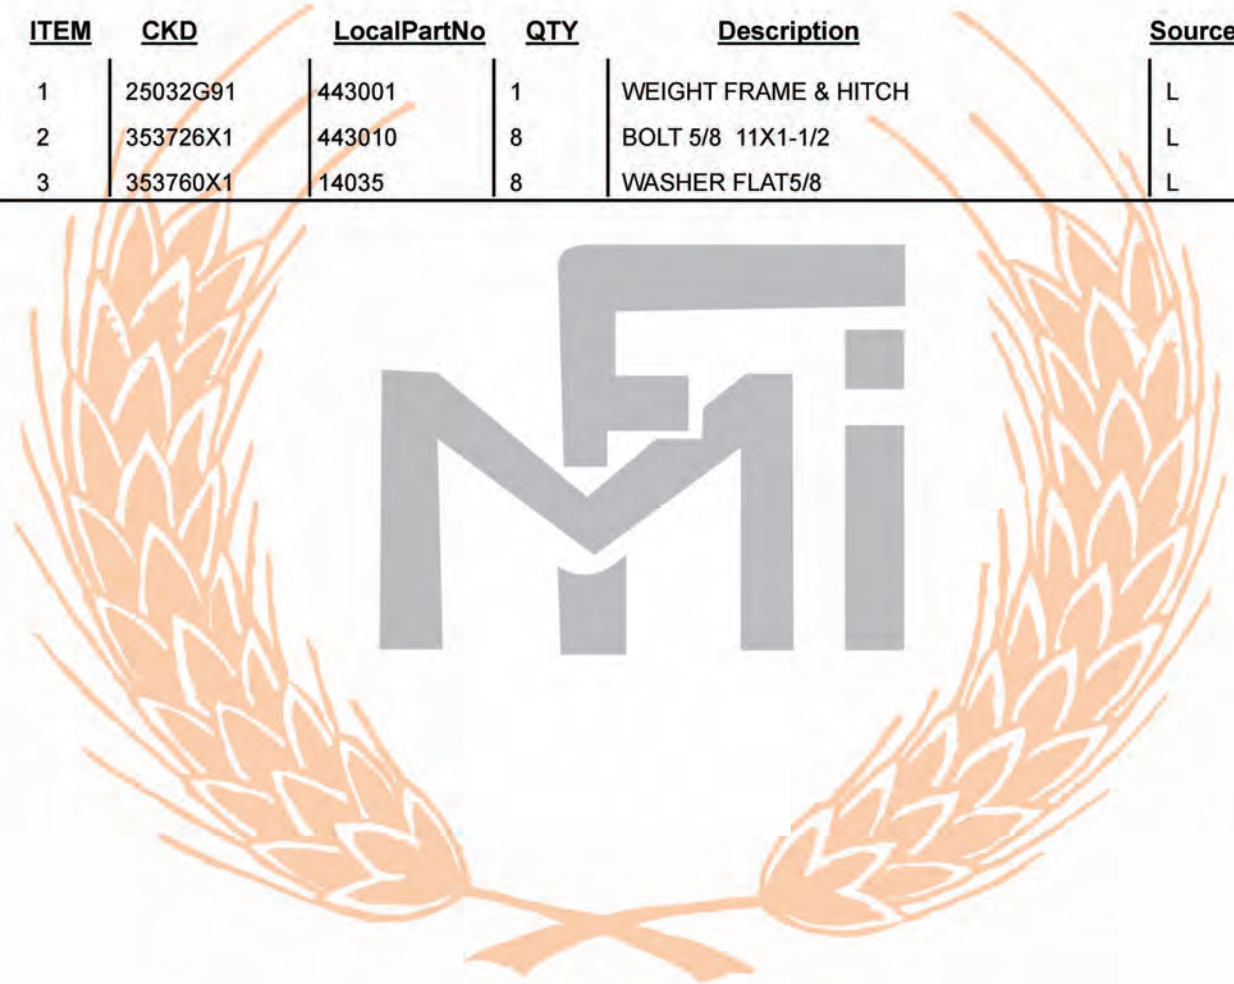 ITEM CKD LocalPartNo QTY Description Source
1 25032G91 443001 1 WEIGHT FRAME & HITCH L
2 353726X1 443010 8 BOLT 5/8 11X1-1/2 L
3 353760X1 14035 8 WASHER FLAT5/8 L